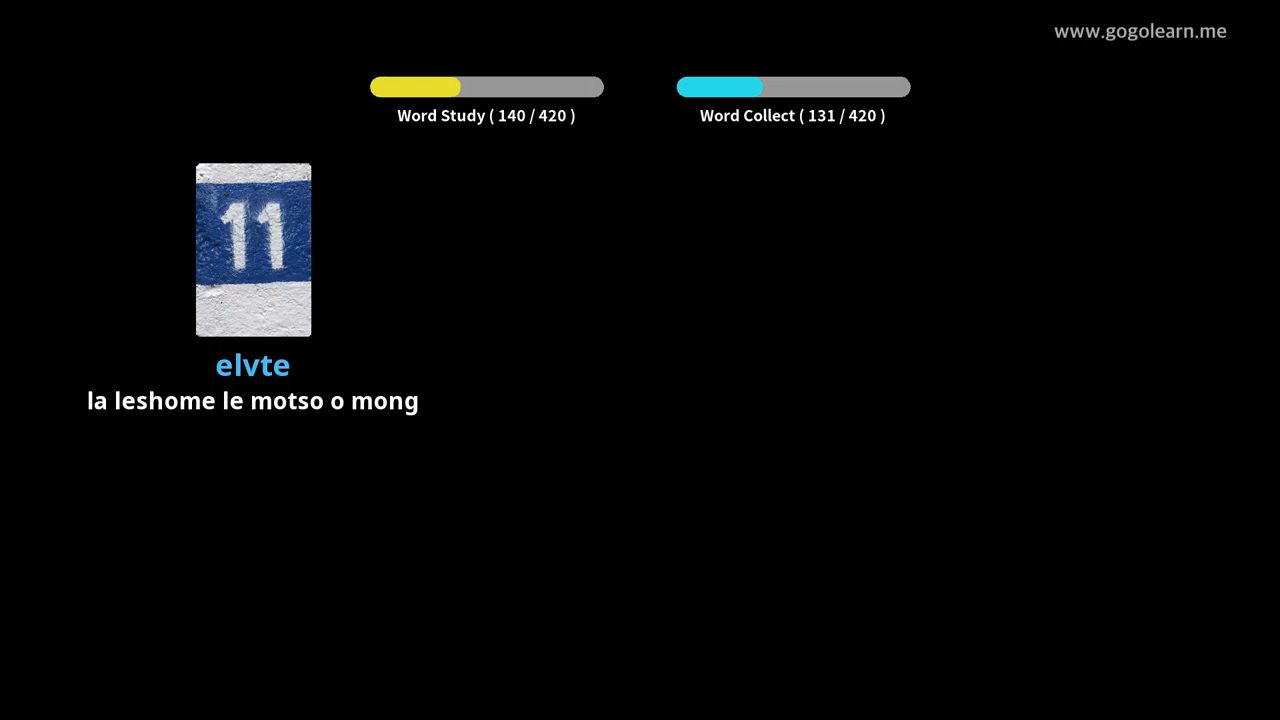 www.gogolearn.me
Word Study ( 140 / 420 )
Word Collect ( 131 / 420 )
11
elvte
la leshome le motso o mong